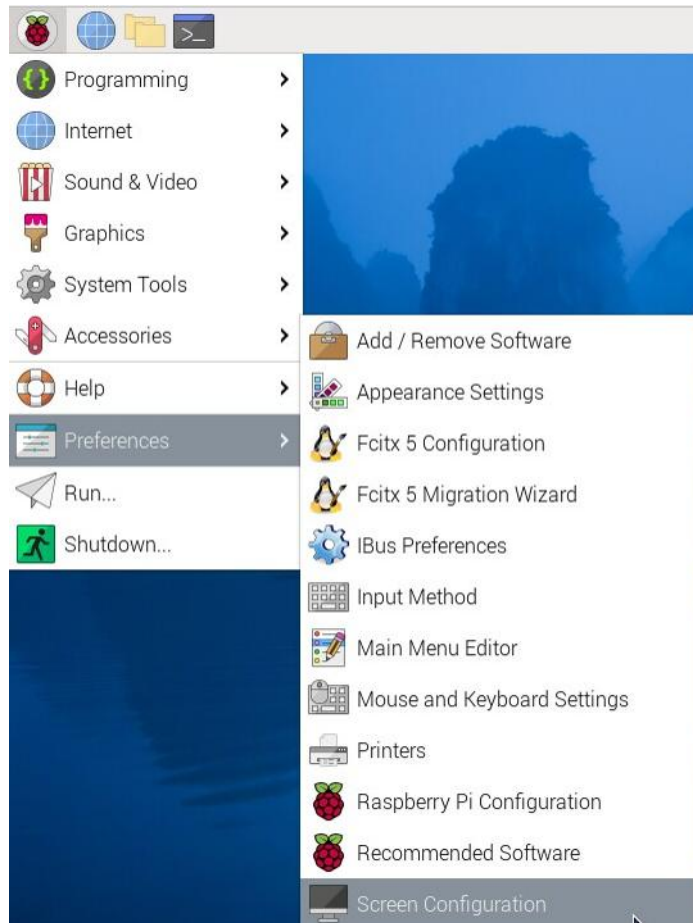 >_
Programming
Internet
Sound & Video
Graphics
System Tools
Accessories
Help
Preferences
Run...
Shutdown...
Add / Remove Software
Appearance Settings
Fcitx 5 Configuration
Fcitx 5 Migration Wizard
IBus Preferences
Input Method
Main Menu Editor
Mouse and Keyboard Settings
Printers
Raspberry Pi Configuration
Recommended Software
Screen Configuration